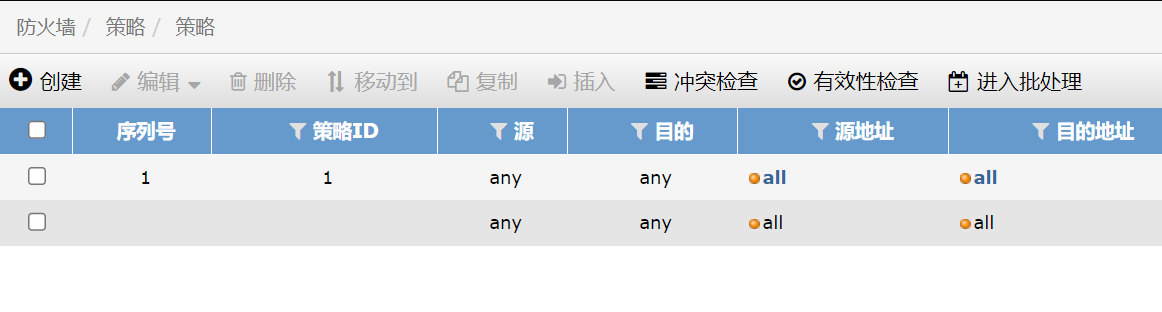 防火墙/ 策略/ 策略
创建 编辑 删除 移动到 复制 插入 冲突检查 有效性检查 进入批处理
序列号 策略ID 源 目的 源地址 目的地址
1 1 any any all all
any any all all